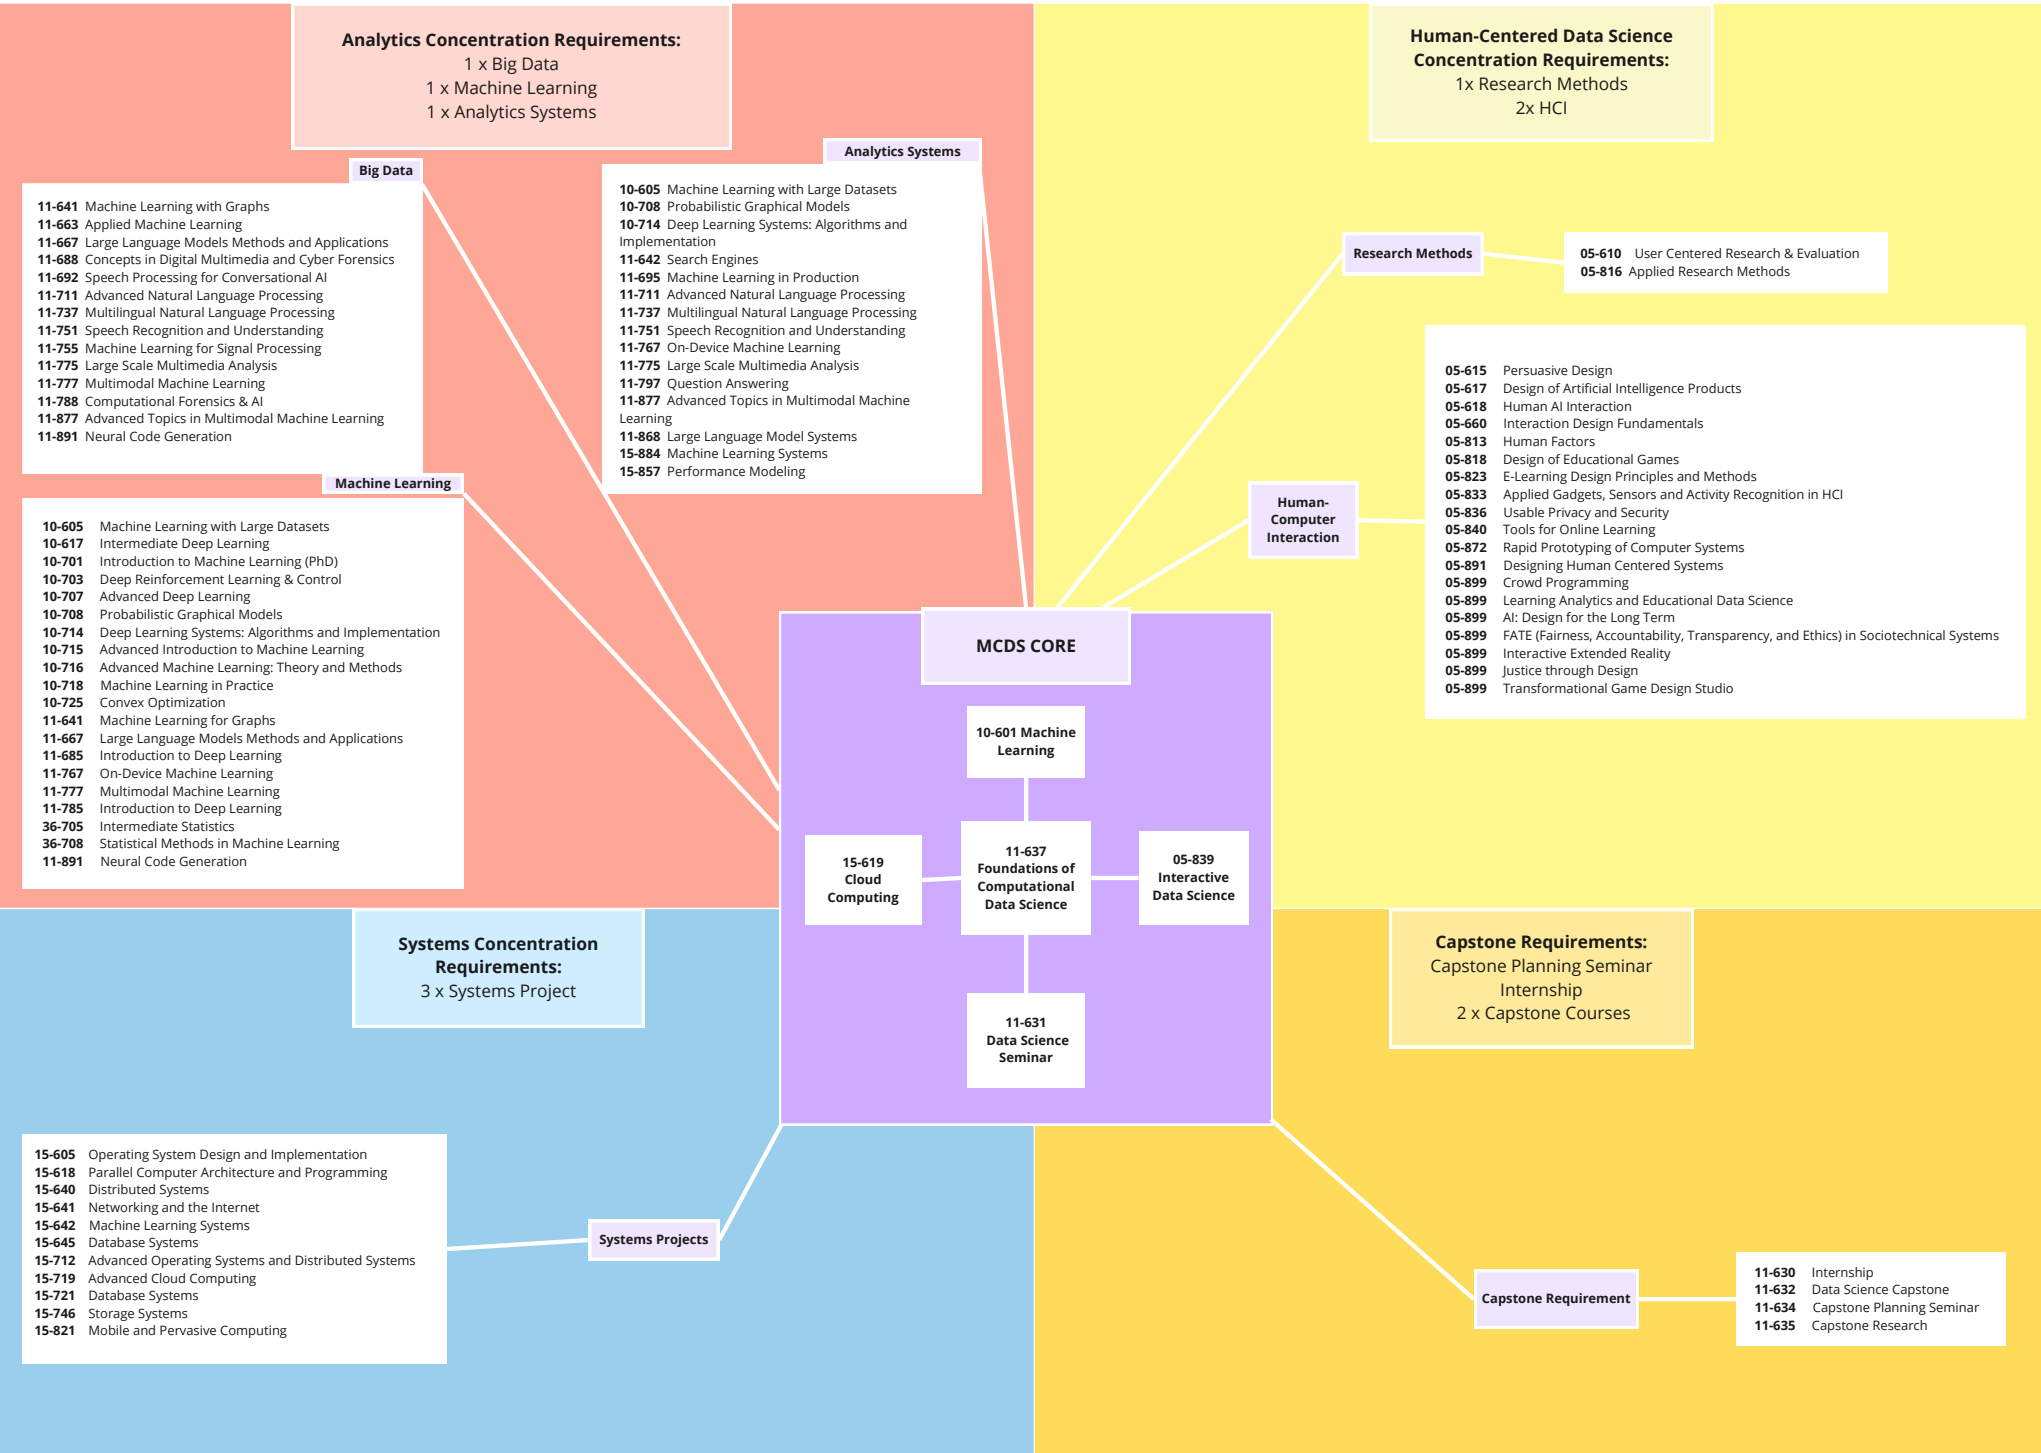 Analytics Concentration Requirements:
1 x Big Data
1 x Machine Learning
1 x Analytics Systems
Big Data
11-641 Machine Learning with Graphs
11-663 Applied Machine Learning
11-667 Large Language Models Methods and Applications
11-688 Concepts in Digital Multimedia and Cyber Forensics
11-692 Speech Processing for Conversational AI
11-711 Advanced Natural Language Processing
11-737 Multilingual Natural Language Processing
11-751 Speech Recognition and Understanding
11-755 Machine Learning for Signal Processing
11-775 Large Scale Multimedia Analysis
11-777 Multimodal Machine Learning
11-788 Computational Forensics & AI
11-877 Advanced Topics in Multimodal Machine Learning
11-891 Neural Code Generation
Analytics Systems
10-605 Machine Learning with Large Datasets
10-708 Probabilistic Graphical Models
10-714 Deep Learning Systems: Algorithms and
Implementation
11-642 Search Engines
11-695 Machine Learning in Production
11-711 Advanced Natural Language Processing
11-737 Multilingual Natural Language Processing
11-751 Speech Recognition and Understanding
11-767 On-Device Machine Learning
11-775 Large Scale Multimedia Analysis
11-797 Question Answering
11-877 Advanced Topics in Multimodal Machine
Learning
11-868 Large Language Model Systems
15-884 Machine Learning Systems
15-857 Performance Modeling
Machine Learning
10-605 Machine Learning with Large Datasets
10-617 Intermediate Deep Learning
10-701 Introduction to Machine Learning (PhD)
10-703 Deep Reinforcement Learning & Control
10-707 Advanced Deep Learning
10-708 Probabilistic Graphical Models
10-714 Deep Learning Systems: Algorithms and Implementation
10-715 Advanced Introduction to Machine Learning
10-716 Advanced Machine Learning: Theory and Methods
10-718 Machine Learning in Practice
10-725 Convex Optimization
11-641 Machine Learning for Graphs
11-667 Large Language Models Methods and Applications
11-685 Introduction to Deep Learning
11-767 On-Device Machine Learning
11-777 Multimodal Machine Learning
11-785 Introduction to Deep Learning
36-705 Intermediate Statistics
36-708 Statistical Methods in Machine Learning
11-891 Neural Code Generation
Human-Centered Data Science
Concentration Requirements:
1x Research Methods
2x HCI
Research Methods
05-610 User Centered Research & Evaluation
05-816 Applied Research Methods
Human-
Computer
Interaction
05-615 Persuasive Design
05-617 Design of Artificial Intelligence Products
05-618 Human AI Interaction
05-660 Interaction Design Fundamentals
05-813 Human Factors
05-818 Design of Educational Games
05-823 E-Learning Design Principles and Methods
05-833 Applied Gadgets, Sensors and Activity Recognition in HCI
05-836 Usable Privacy and Security
05-840 Tools for Online Learning
05-872 Rapid Prototyping of Computer Systems
05-891 Designing Human Centered Systems
05-899 Crowd Programming
05-899 Learning Analytics and Educational Data Science
05-899 AI: Design for the Long Term
05-899 FATE (Fairness, Accountability, Transparency, and Ethics) in Sociotechnical Systems
05-899 Interactive Extended Reality
05-899 Justice through Design
05-899 Transformational Game Design Studio
MCDS CORE
10-601 Machine
Learning
15-619
Cloud
Computing
11-637
Foundations of
Computational
Data Science
05-839
Interactive
Data Science
11-631
Data Science
Seminar
Systems Concentration
Requirements:
3 x Systems Project
15-605 Operating System Design and Implementation
15-618 Parallel Computer Architecture and Programming
15-640 Distributed Systems
15-641 Networking and the Internet
15-642 Machine Learning Systems
15-645 Database Systems
15-712 Advanced Operating Systems and Distributed Systems
15-719 Advanced Cloud Computing
15-721 Database Systems
15-746 Storage Systems
15-821 Mobile and Pervasive Computing
Systems Projects
Capstone Requirements:
Capstone Planning Seminar
Internship
2 x Capstone Courses
Capstone Requirement
11-630 Internship
11-632 Data Science Capstone
11-634 Capstone Planning Seminar
11-635 Capstone Research